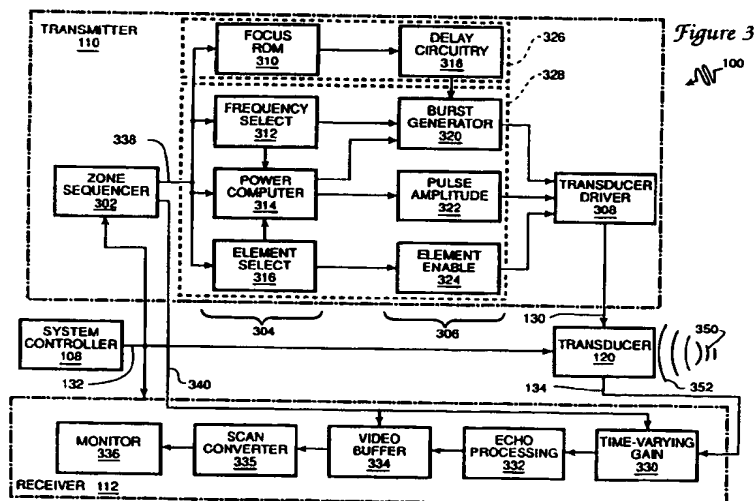 TRANSMITTER
110
FOCUS
ROM
310
DELAY
CIRCUITRY
318
326
Figure 3
100
328
338
FREQUENCY
SELECT
312
BURST
GENERATOR
320
ZONE
SEQUENCER
302
POWER
COMPUTER
314
PULSE
AMPLITUDE
322
TRANSDUCER
DRIVER
308
ELEMENT
SELECT
316
ELEMENT
ENABLE
324
304
306
130
SYSTEM
CONTROLLER
108
132
340
TRANSDUCER
120
134
350
352
MONITOR
336
SCAN
CONVERTER
335
VIDEO
BUFFER
334
ECHO
PROCESSING
332
TIME-VARYING
GAIN
330
RECEIVER 112